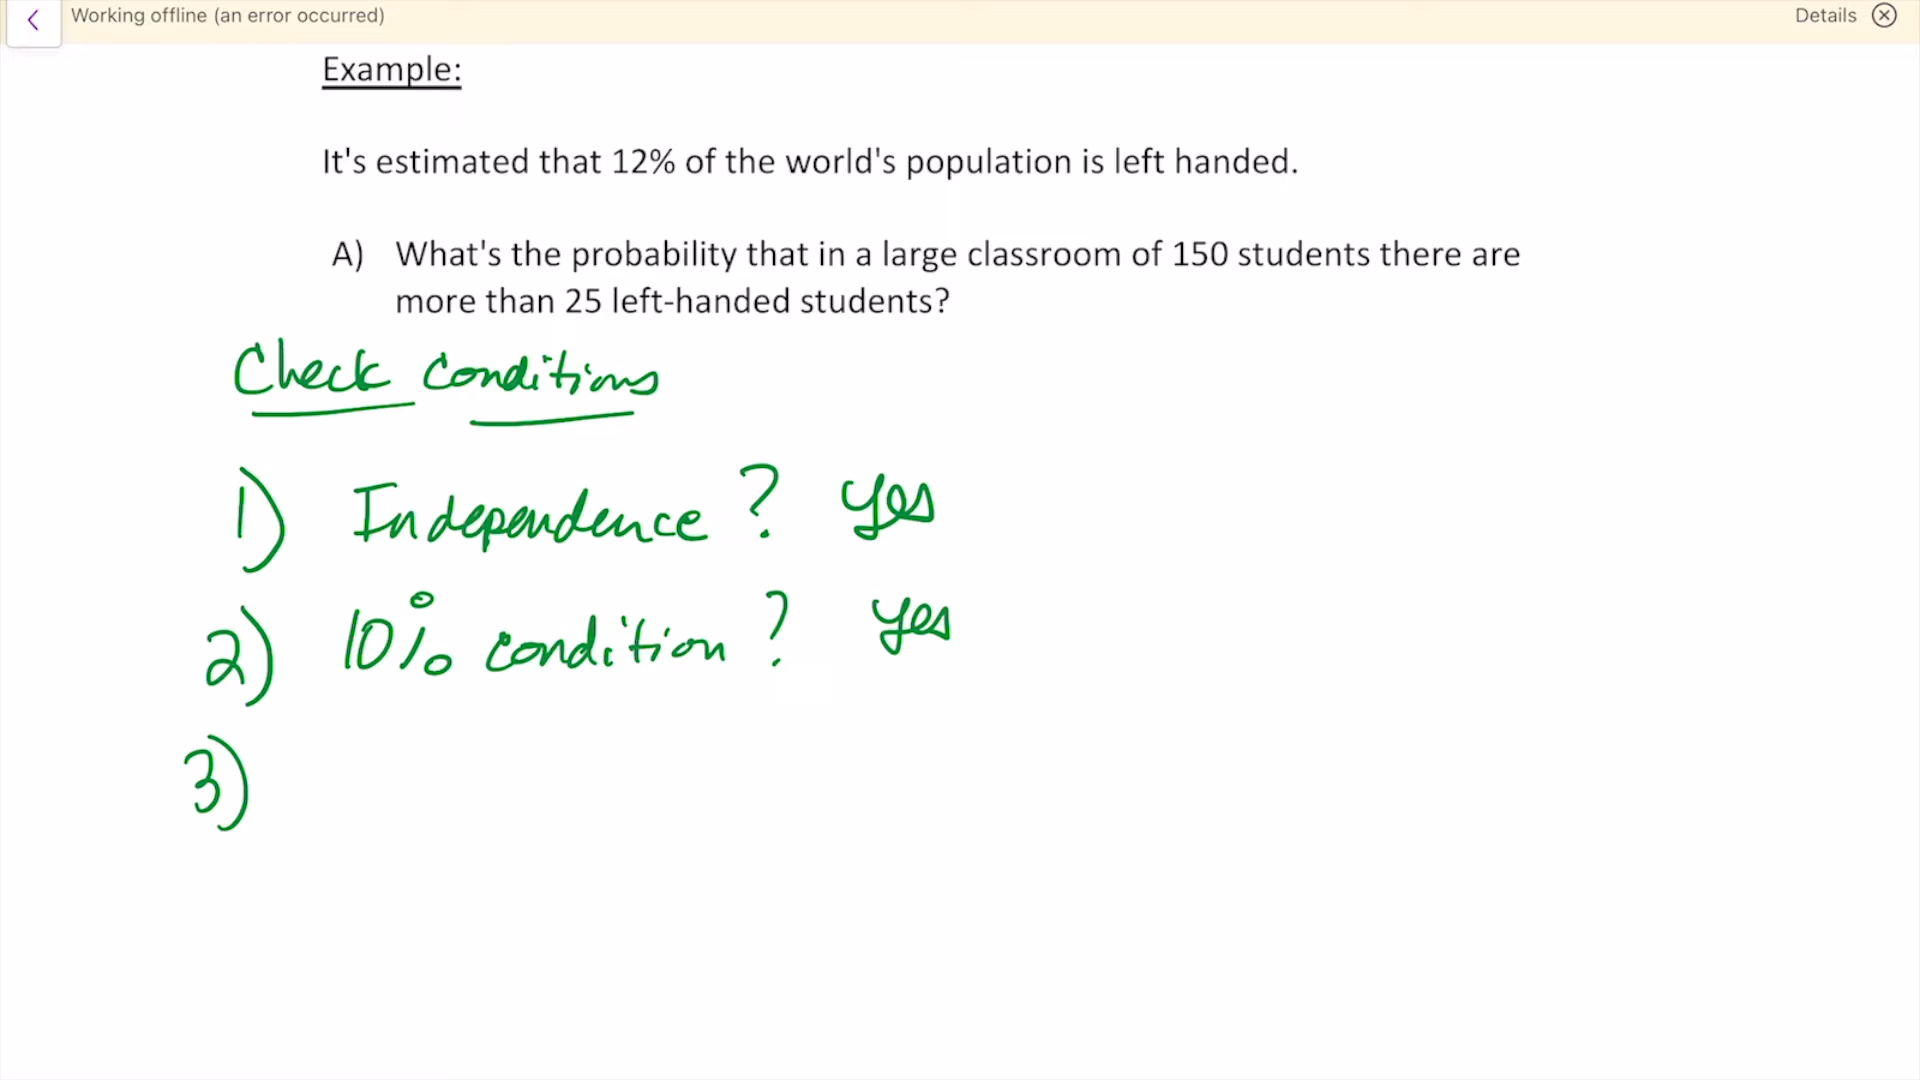 Working offline (an error occurred) Details
Example:
It's estimated that 12% of the world's population is left handed.
A) What's the probability that in a large classroom of 150 students there are
more than 25 left-handed students?
Check Conditions
1) Independence? yes
2) 10% condition? yes
3)